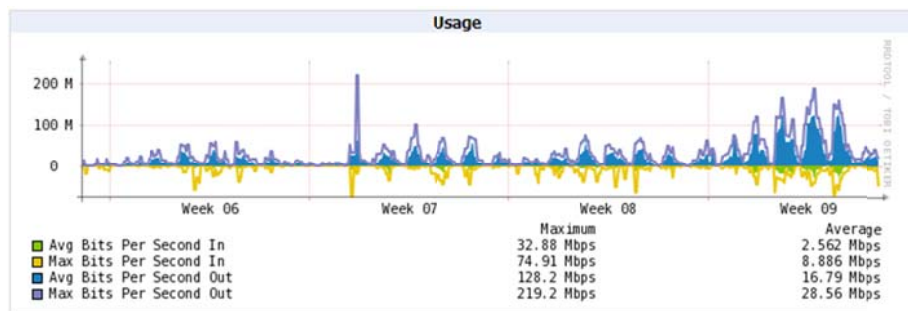 Usage
200 M
100 M
0
Week 06 Week 07 Week 08 Week 09
RRDTOOL / TOBI OETIKER
Maximum Average
Avg Bits Per Second In 32.88 Mbps 2.562 Mbps
Max Bits Per Second In 74.91 Mbps 8.886 Mbps
Avg Bits Per Second Out 128.2 Mbps 16.79 Mbps
Max Bits Per Second Out 219.2 Mbps 28.56 Mbps